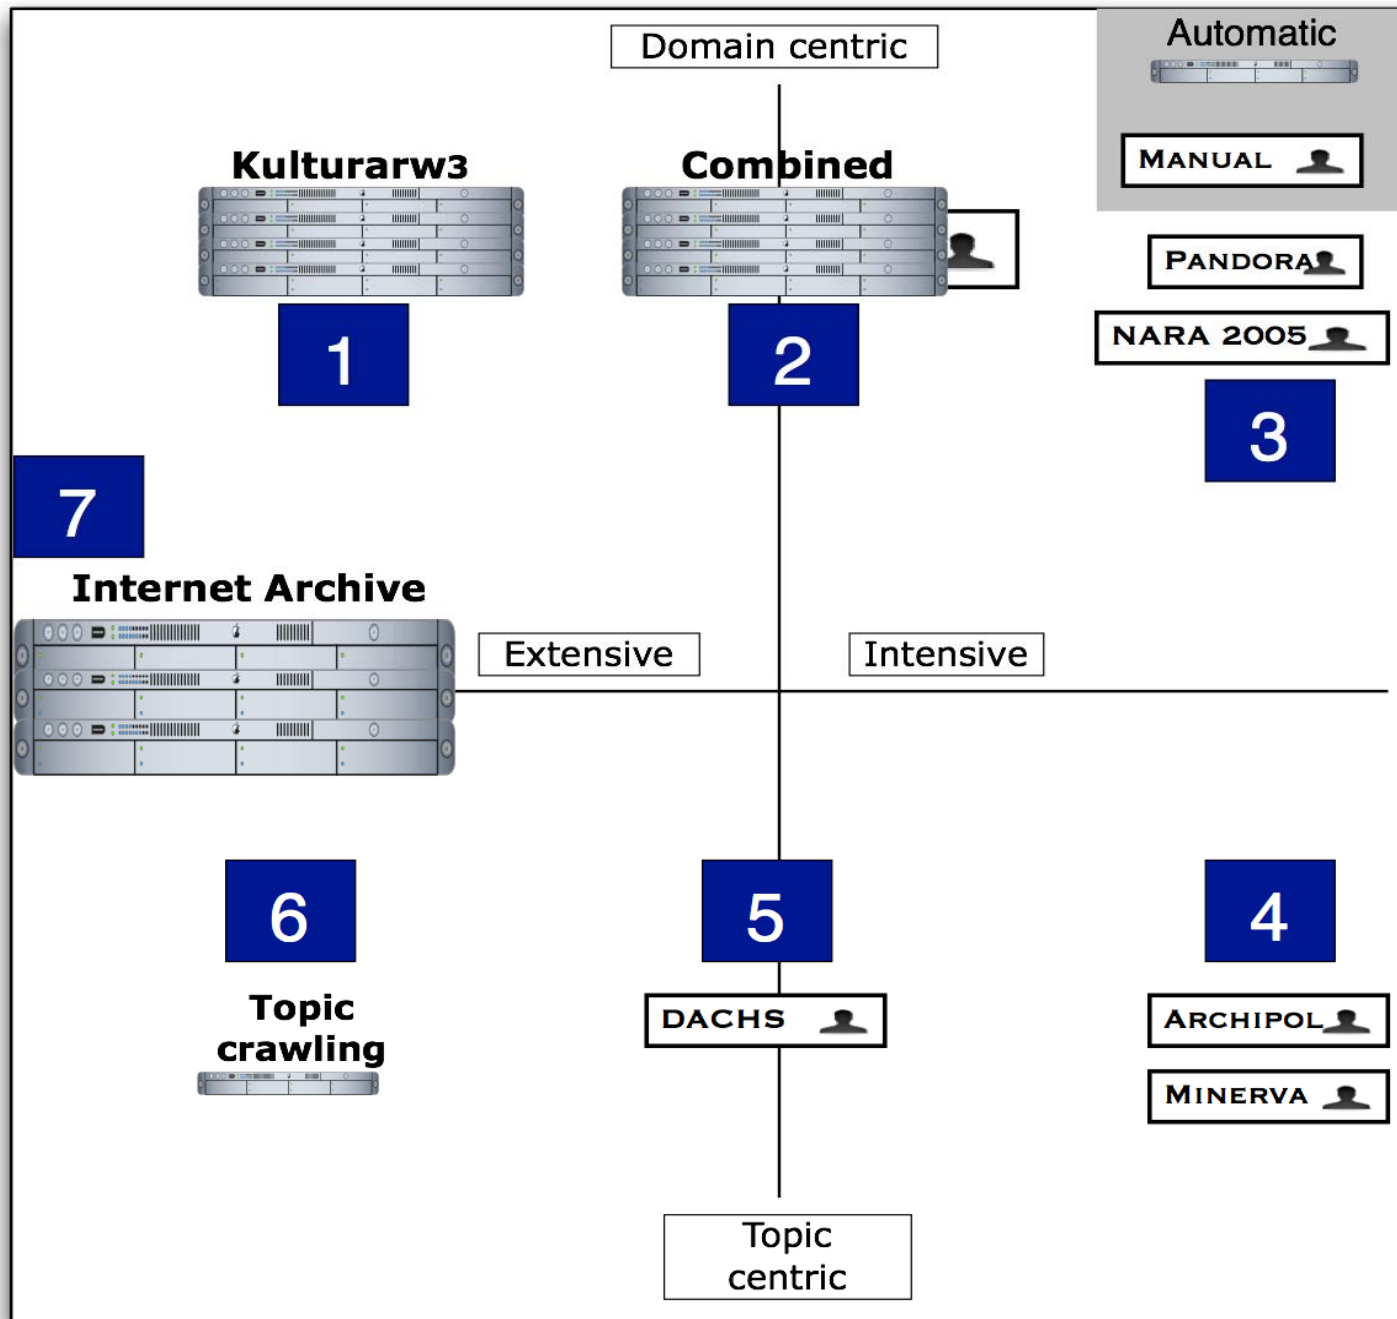 Domain centric
Automatic
MANUAL
Kulturarw3
Combined
PANDORA
NARA 2005
1
2
3
7
Internet Archive
Extensive
Intensive
6
5
4
Topic
crawling
DACHS
ARCHIPOL
MINERVA
Topic
centric